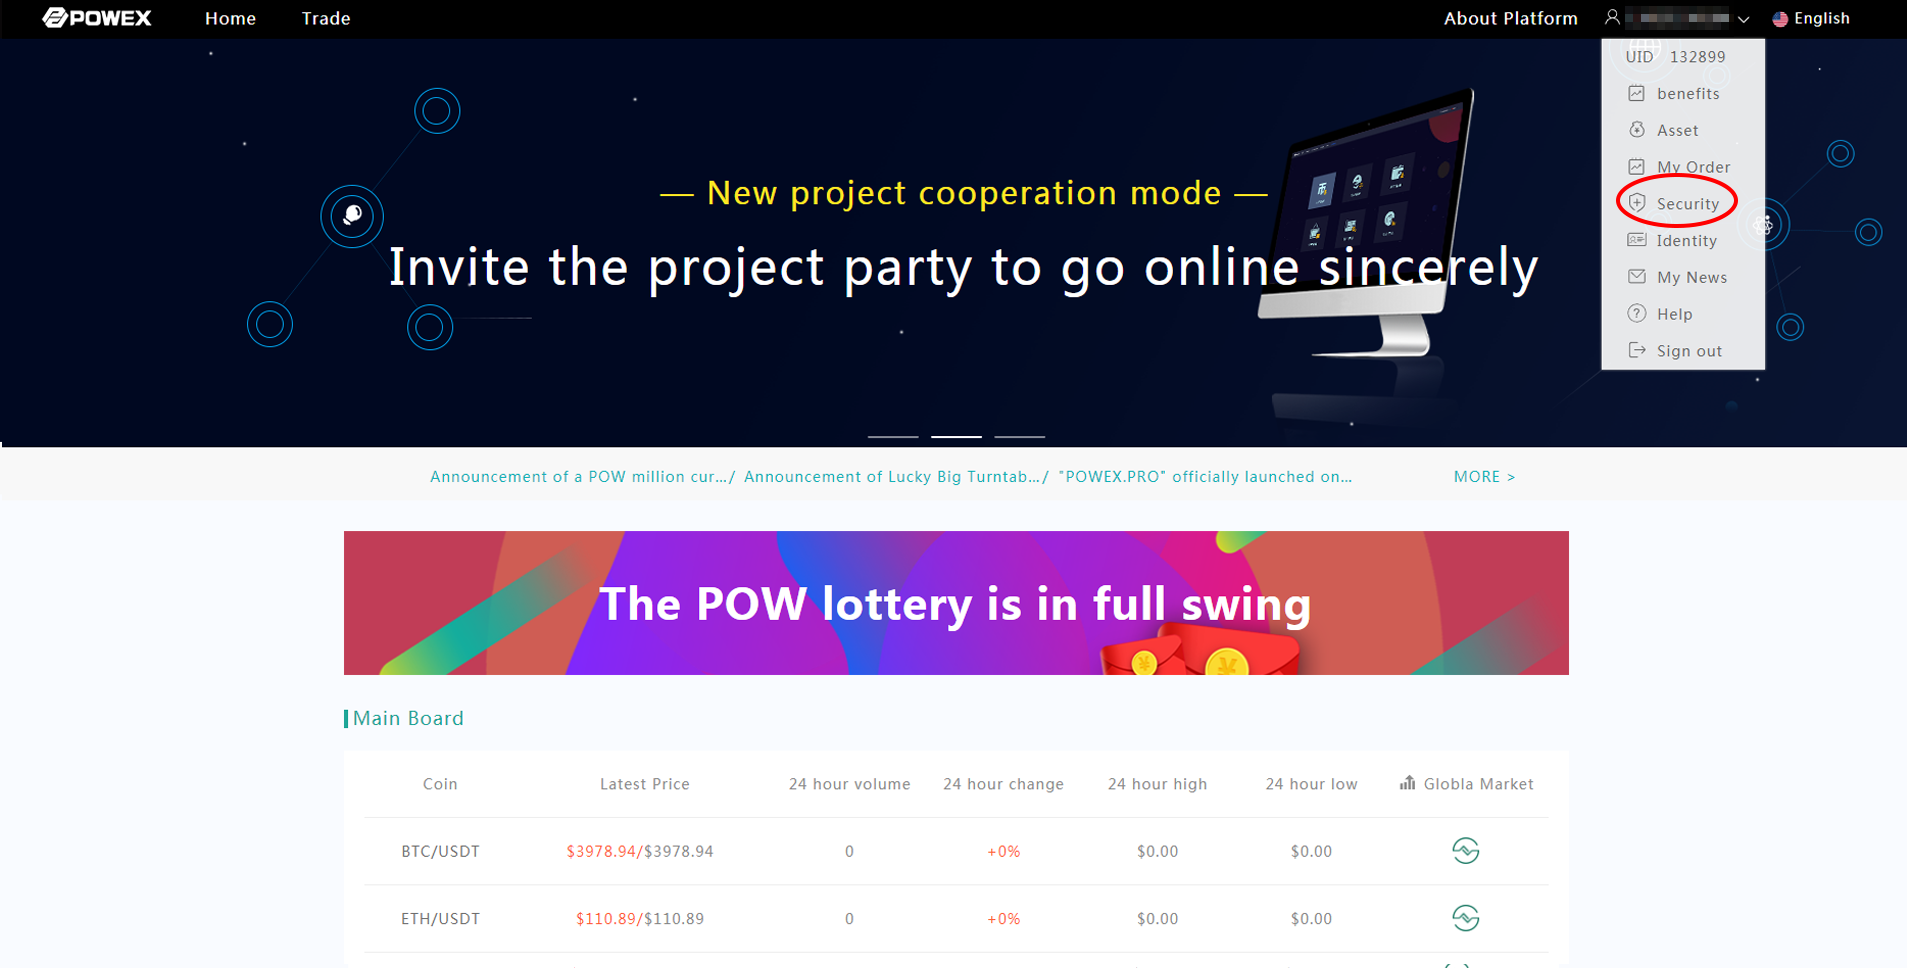 POWEX Home Trade About Platform English
UID 132899
benefits
Asset
My Order
Security
Identity
My News
Help
Sign out
— New project cooperation mode —
Invite the project party to go online sincerely
Announcement of a POW million cur.../ Announcement of Lucky Big Turntab.../ "POWEX.PRO" officially launched on... MORE >
The POW lottery is in full swing
Main Board
Coin Latest Price 24 hour volume 24 hour change 24 hour high 24 hour low Globla Market
BTC/USDT $3978.94/$3978.94 0 +0% $0.00 $0.00
ETH/USDT $110.89/$110.89 0 +0% $0.00 $0.00